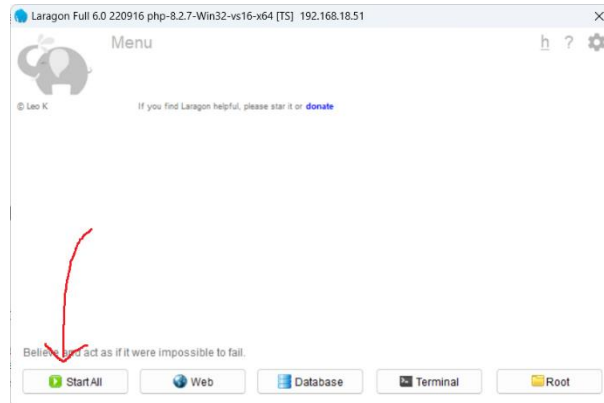 Laragon Full 6.0 220916 php-8.2.7-Win32-vs16-x64 [TS] 192.168.18.51
Menu
h ?
© Leo K
If you find Laragon helpful, please star it or donate
Believe and act as if it were impossible to fail.
Start All
Web
Database
Terminal
Root